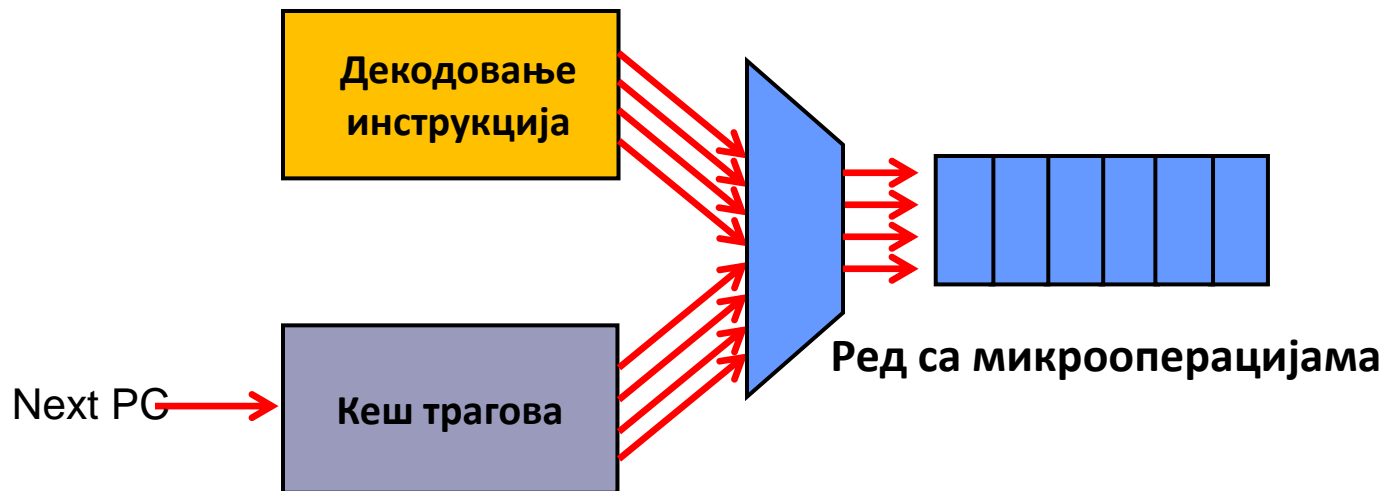 Декодовање
инструкција
Ред са микрооперацијама
Next PC
Кеш трагова